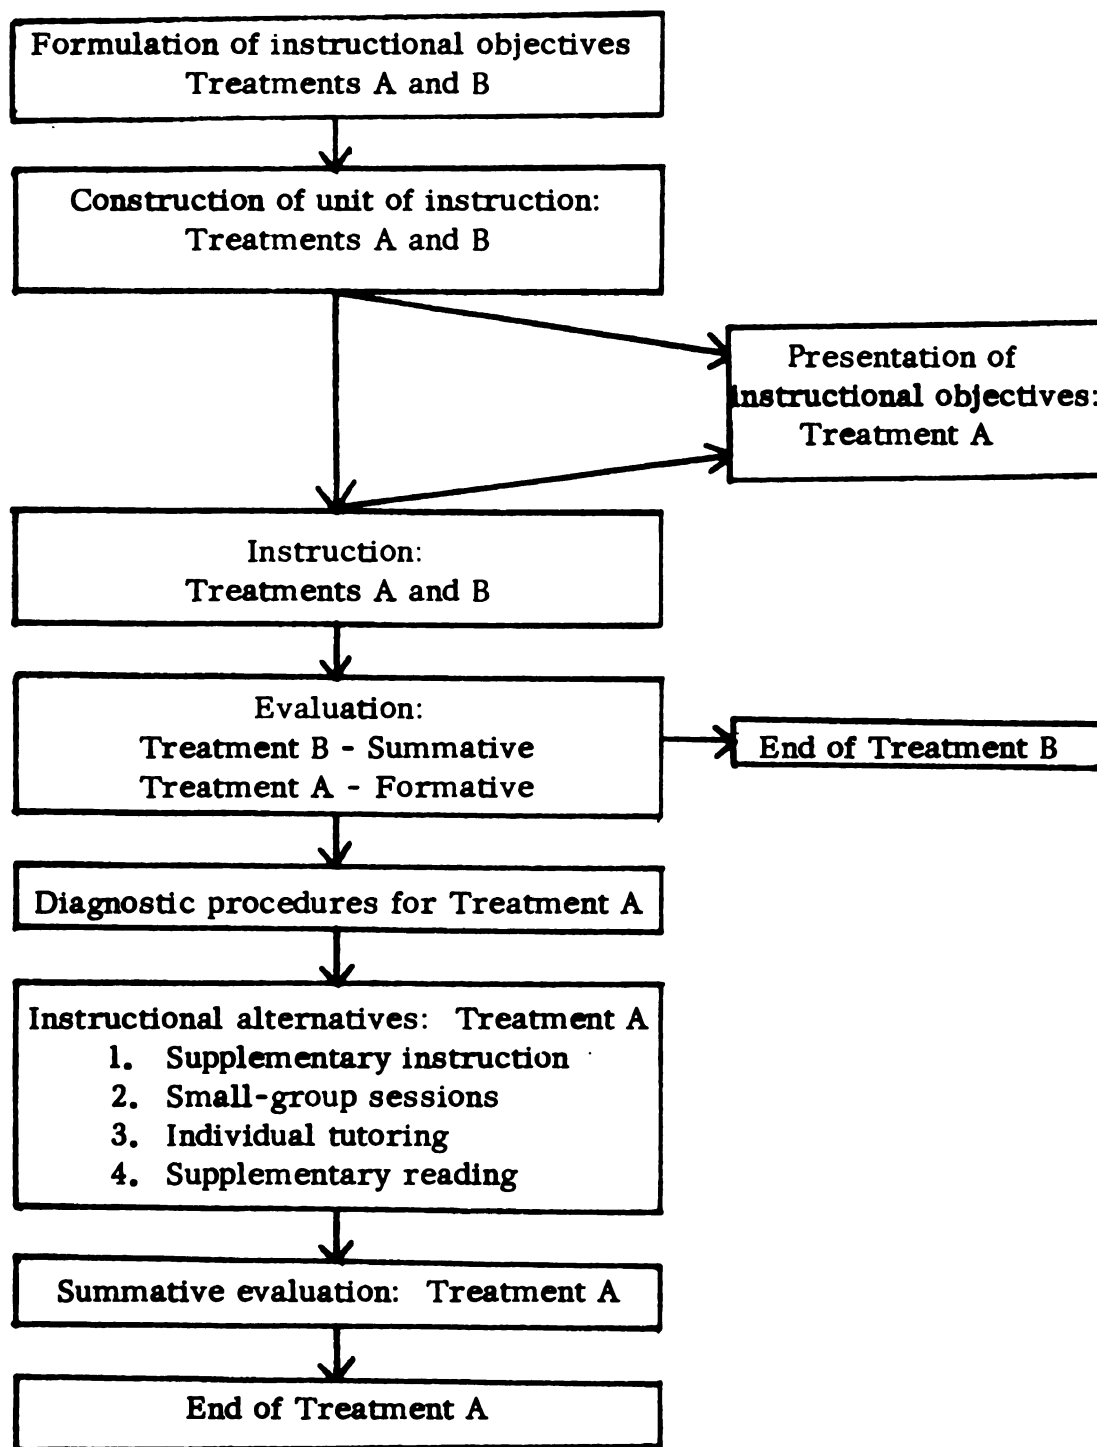 Formulation of instructional objectives
Treatments A and B
Construction of unit of instruction:
Treatments A and B
Presentation of
instructional objectives:
Treatment A
Instruction:
Treatments A and B
Evaluation:
Treatment B - Summative
Treatment A - Formative
End of Treatment B
Diagnostic procedures for Treatment A
Instructional alternatives: Treatment A
1. Supplementary instruction
2. Small-group sessions
3. Individual tutoring
4. Supplementary reading
Summative evaluation: Treatment A
End of Treatment A